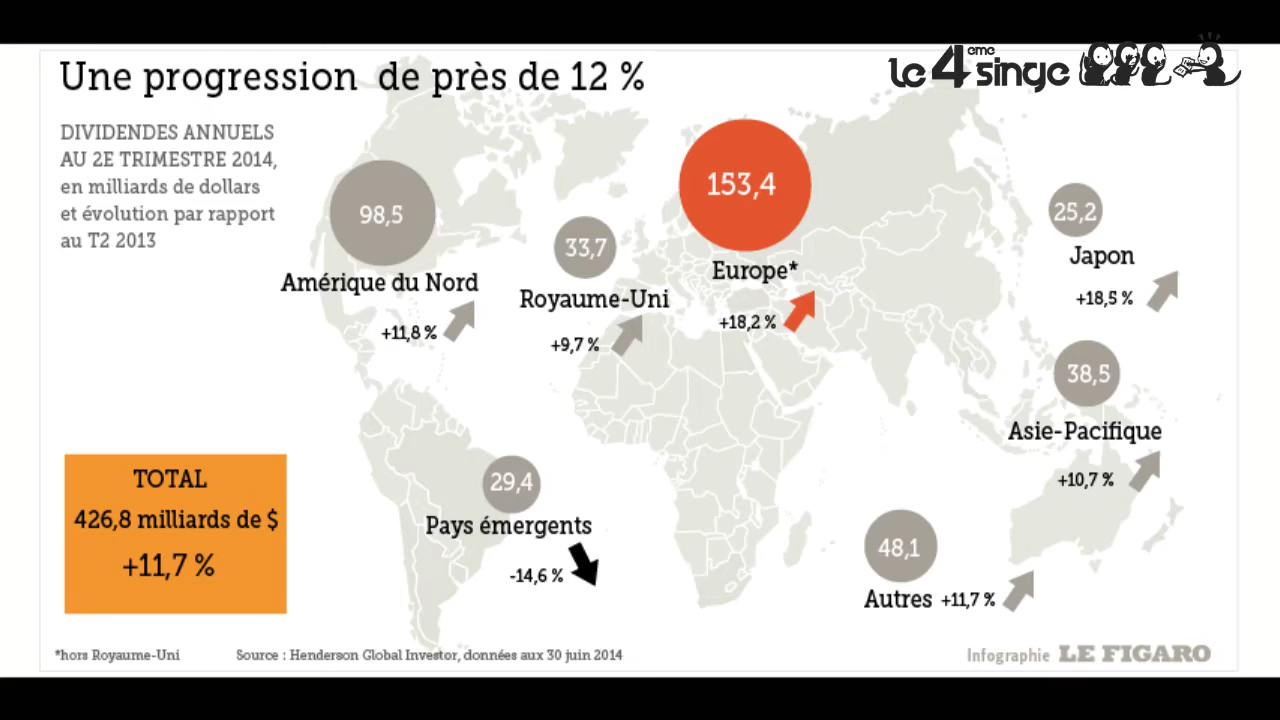 Une progression de près de 12 %
le 4eme singe
DIVIDENDES ANNUELS
AU 2E TRIMESTRE 2014,
en milliards de dollars
et évolution par rapport
au T2 2013
98,5
Amérique du Nord
+11,8 %
33,7
Royaume-Uni
+9,7 %
153,4
Europe*
+18,2 %
25,2
Japon
+18,5 %
38,5
Asie-Pacifique
+10,7 %
29,4
Pays émergents
-14,6 %
48,1
Autres +11,7 %
TOTAL
426,8 milliards de $
+11,7 %
*hors Royaume-Uni
Source : Henderson Global Investor, données aux 30 juin 2014
Infographie LE FIGARO